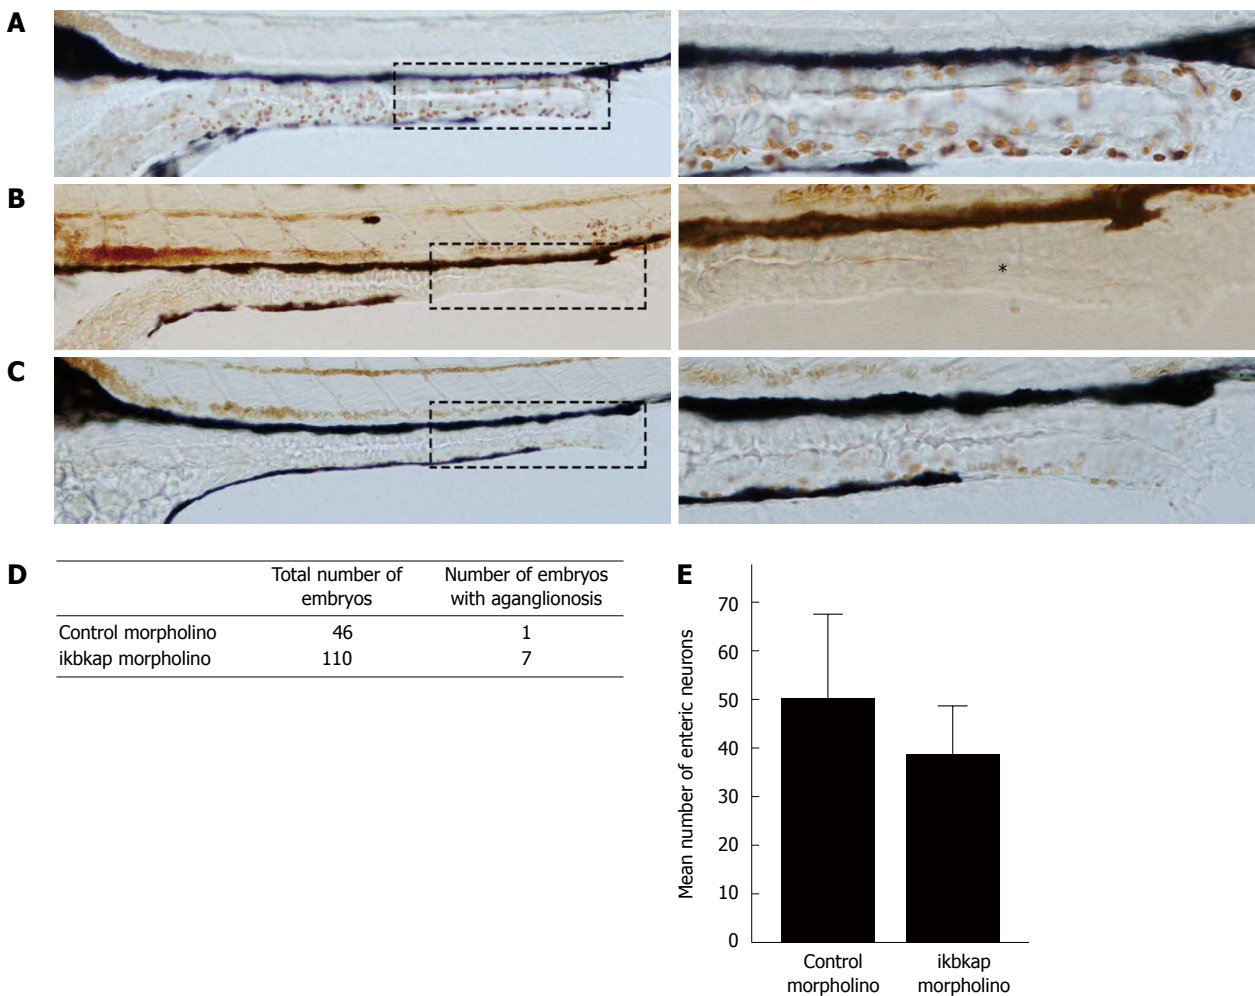 A
B
*
C
D
Total number of embryos
Number of embryos with aganglionosis
Control morpholino 46 1
ikbkap morpholino 110 7
E
Mean number of enteric neurons
70
60
50
40
30
20
10
0
Control morpholino
ikbkap morpholino